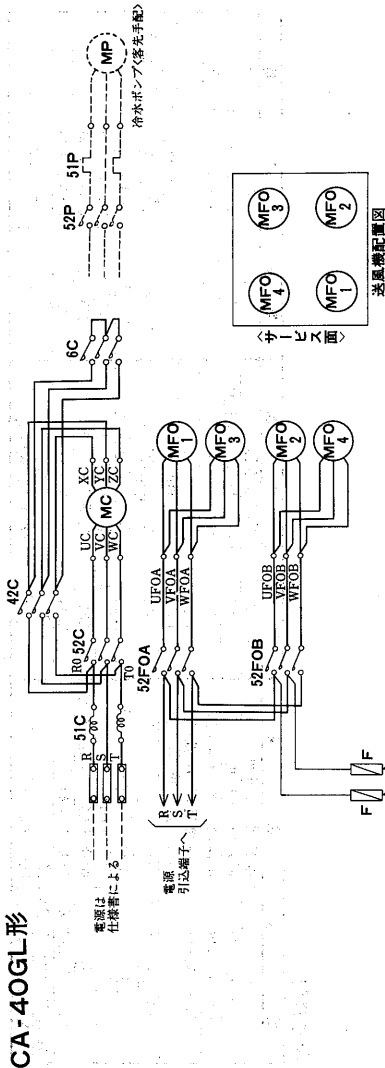 CA-40GL形
電源は
仕様書による
R
S
T
51C
R0
T0
52C
42C
UC
VC
WC
MC
XC
YC
ZC
6C
52P
51P
MP
冷水ポンプ〈客先手配〉
電源
引込端子へ
R
S
T
52FOA
UFOA
VFOA
WFOA
MFO
1
MFO
3
52FOB
UFOB
VFOB
WFOB
MFO
2
MFO
4
F
F
〈サービス面〉
MFO
4
MFO
3
MFO
1
MFO
2
送風機配置図